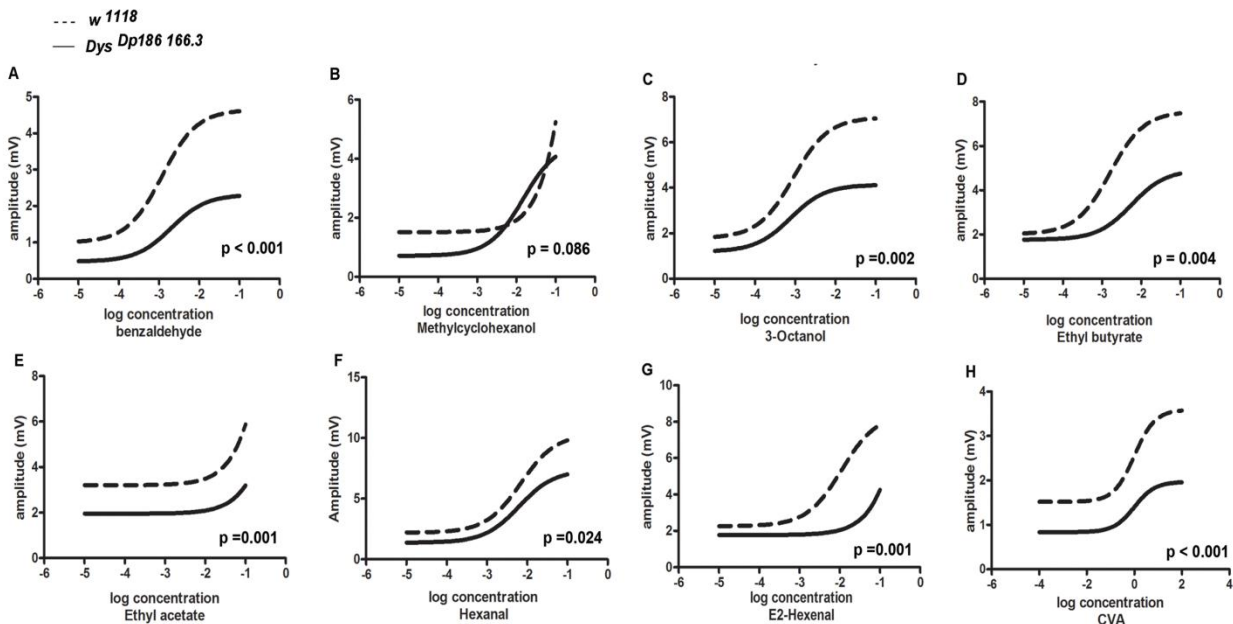 w 1118
Dys Dp186 166.3
A
amplitude (mV)
5
4
3
2
1
0
-6 -5 -4 -3 -2 -1 0
p < 0.001
log concentration
benzaldehyde
B
amplitude (mV)
6
4
2
0
-6 -5 -4 -3 -2 -1 0
p = 0.086
log concentration
Methylcyclohexanol
C
amplitude (mV)
8
6
4
2
0
-6 -5 -4 -3 -2 -1 0
p =0.002
log concentration
3-Octanol
D
amplitude (mV)
8
6
4
2
0
-6 -5 -4 -3 -2 -1 0
p = 0.004
log concentration
Ethyl butyrate
E
amplitude (mV)
8
6
4
2
0
-6 -5 -4 -3 -2 -1 0
p =0.001
log concentration
Ethyl acetate
F
Amplitude (mV)
15
10
5
0
-6 -5 -4 -3 -2 -1 0
p =0.024
log concentration
Hexanal
G
amplitude (mV)
10
8
6
4
2
0
-6 -5 -4 -3 -2 -1 0
p =0.001
log concentration
E2-Hexenal
H
amplitude (mV)
4
3
2
1
0
-6 -4 -2 0 2 4
p < 0.001
log concentration
CVA